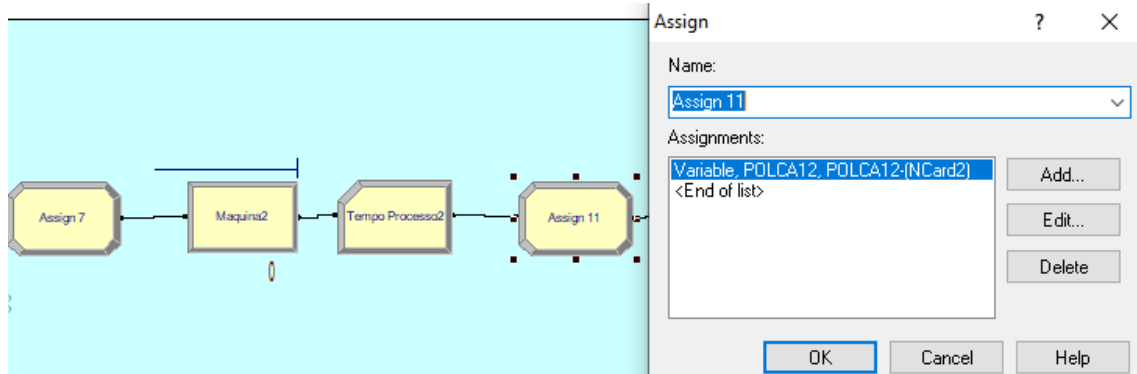 Assign
?
Name:
Assign 11
Assignments:
Variable, POLCA12, POLCA12-(NCard2)
<End of list>
Add...
Edit...
Delete
OK
Cancel
Help
Assign 7
Maquina2
Tempo Processo2
Assign 11
0